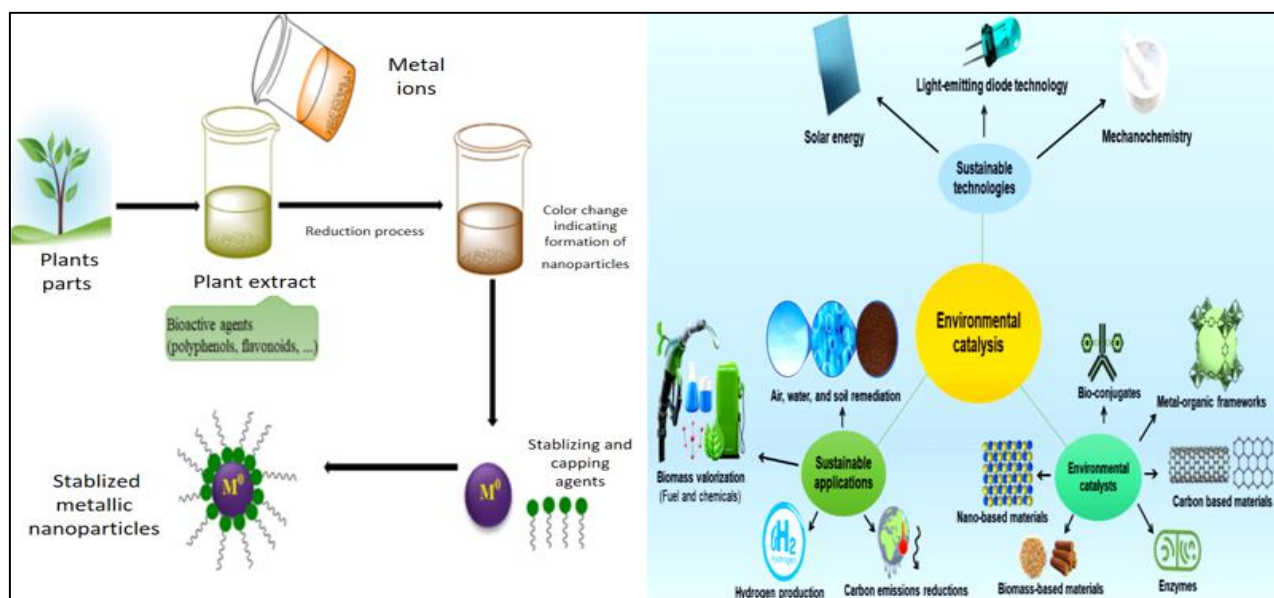 Metal
ions
Plants
parts
Reduction process
Color change
indicating
formation of
nanoparticles
Plant extract
Bioactive agents
(polyphenols, flavonoids, ...)
Stablizing and
capping
agents
M⁰
Stablized
metallic
nanoparticles
M⁰
Solar energy
Light-emitting diode technology
Mechanochemistry
Sustainable
technologies
Environmental
catalysis
Air, water, and soil remediation
Biomass valorization
(Fuel and chemicals)
Sustainable
applications
H2
hydrogen
Hydrogen production
Carbon emissions reductions
Bio-conjugates
Metal-organic frameworks
Nano-based materials
Environmental
catalysts
Carbon based materials
Biomass-based materials
Enzymes